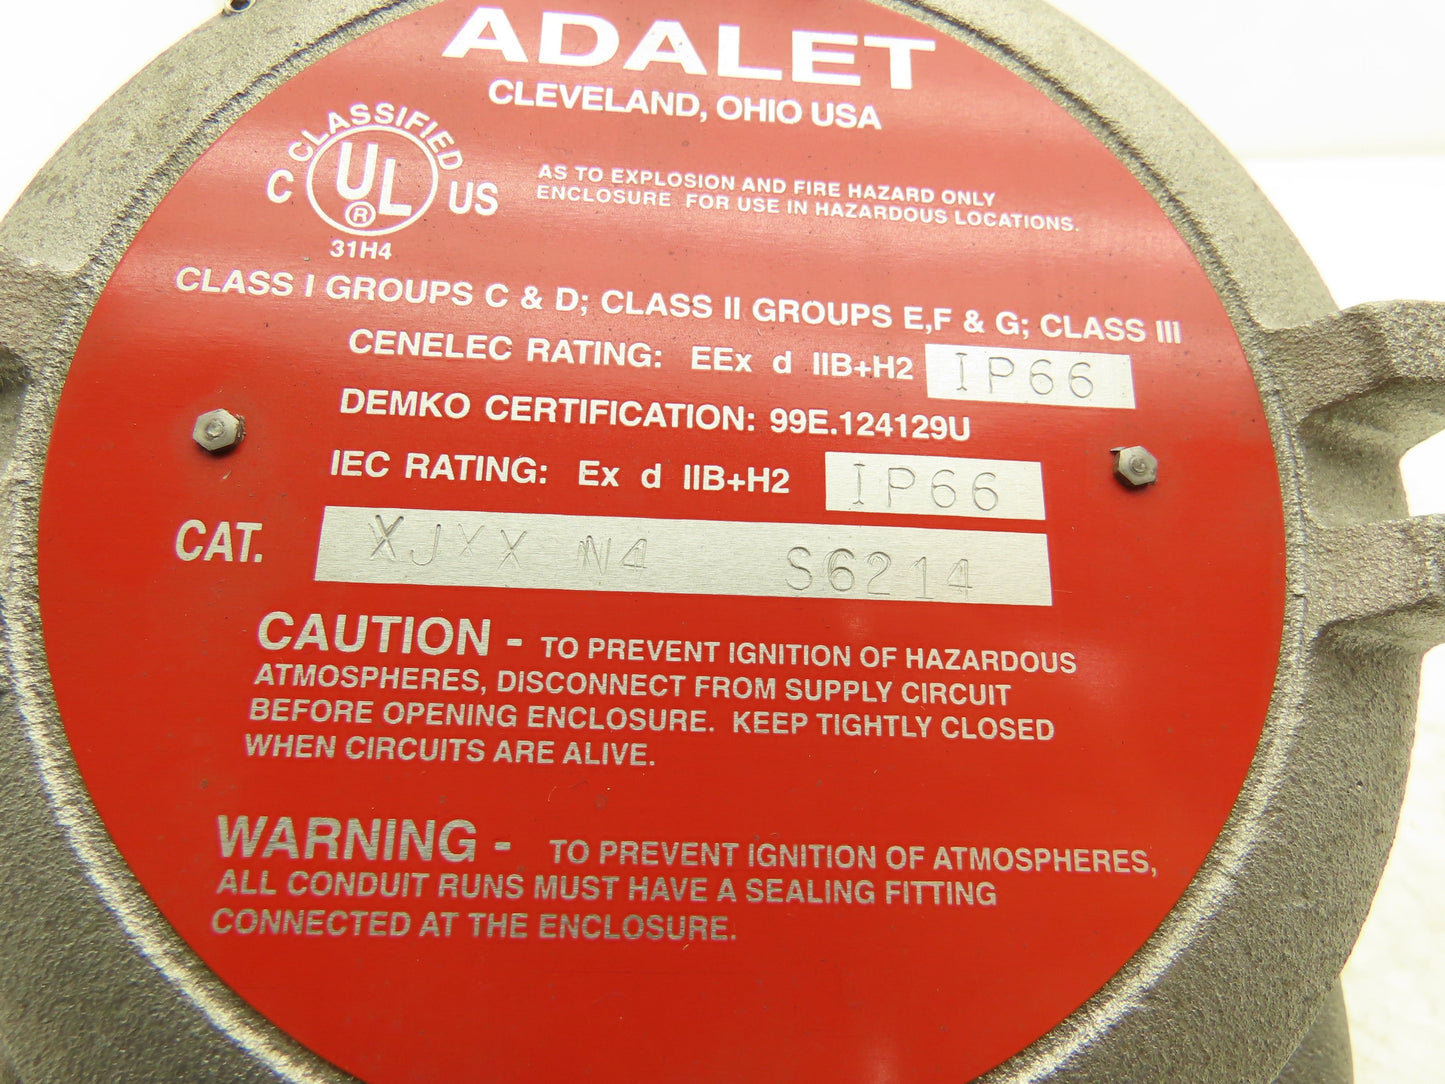 ADALET
CLEVELAND, OHIO USA
CLASSIFIED
C UL US
®
31H4
AS TO EXPLOSION AND FIRE HAZARD ONLY
ENCLOSURE FOR USE IN HAZARDOUS LOCATIONS.
CLASS I GROUPS C & D; CLASS II GROUPS E,F & G; CLASS III
CENELEC RATING: EEx d IIB+H2 IP66
DEMKO CERTIFICATION: 99E.124129U
IEC RATING: Ex d IIB+H2 IP66
CAT. XJYX N4 S6214
CAUTION - TO PREVENT IGNITION OF HAZARDOUS
ATMOSPHERES, DISCONNECT FROM SUPPLY CIRCUIT
BEFORE OPENING ENCLOSURE. KEEP TIGHTLY CLOSED
WHEN CIRCUITS ARE ALIVE.
WARNING - TO PREVENT IGNITION OF ATMOSPHERES,
ALL CONDUIT RUNS MUST HAVE A SEALING FITTING
CONNECTED AT THE ENCLOSURE.